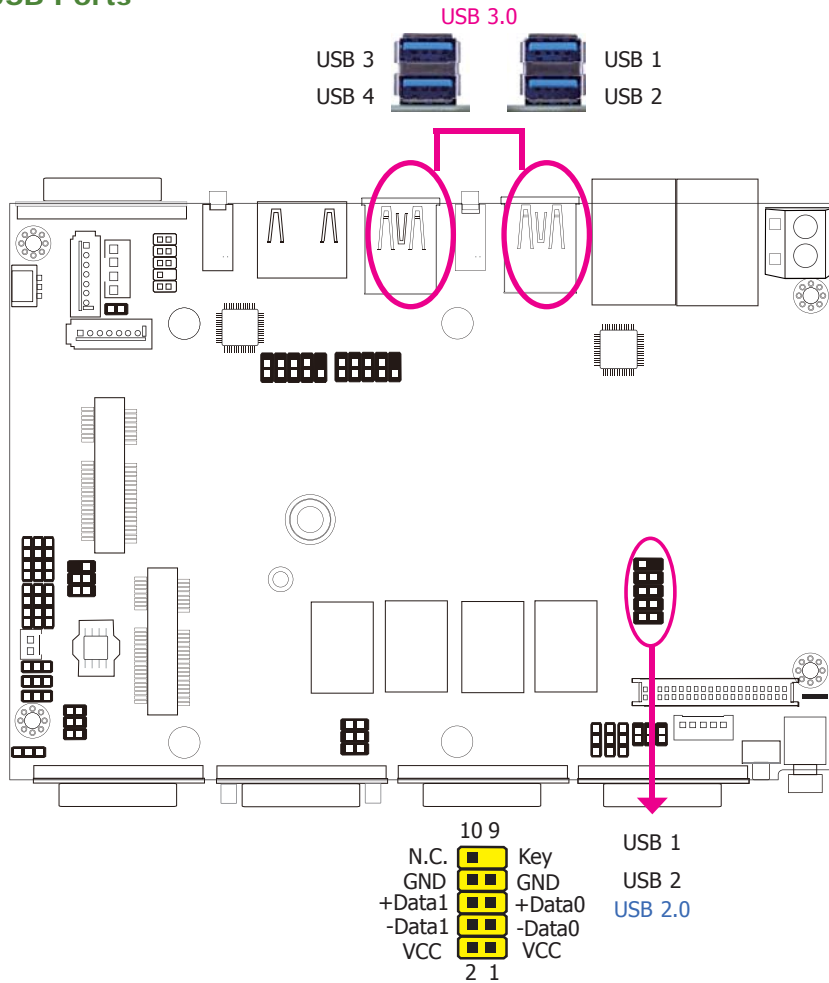 USB Ports
USB 3.0
USB 3
USB 1
USB 4
USB 2
10 9
N.C.
Key
GND
GND
+Data1
+Data0
-Data1
-Data0
VCC
VCC
2 1
USB 1
USB 2
USB 2.0